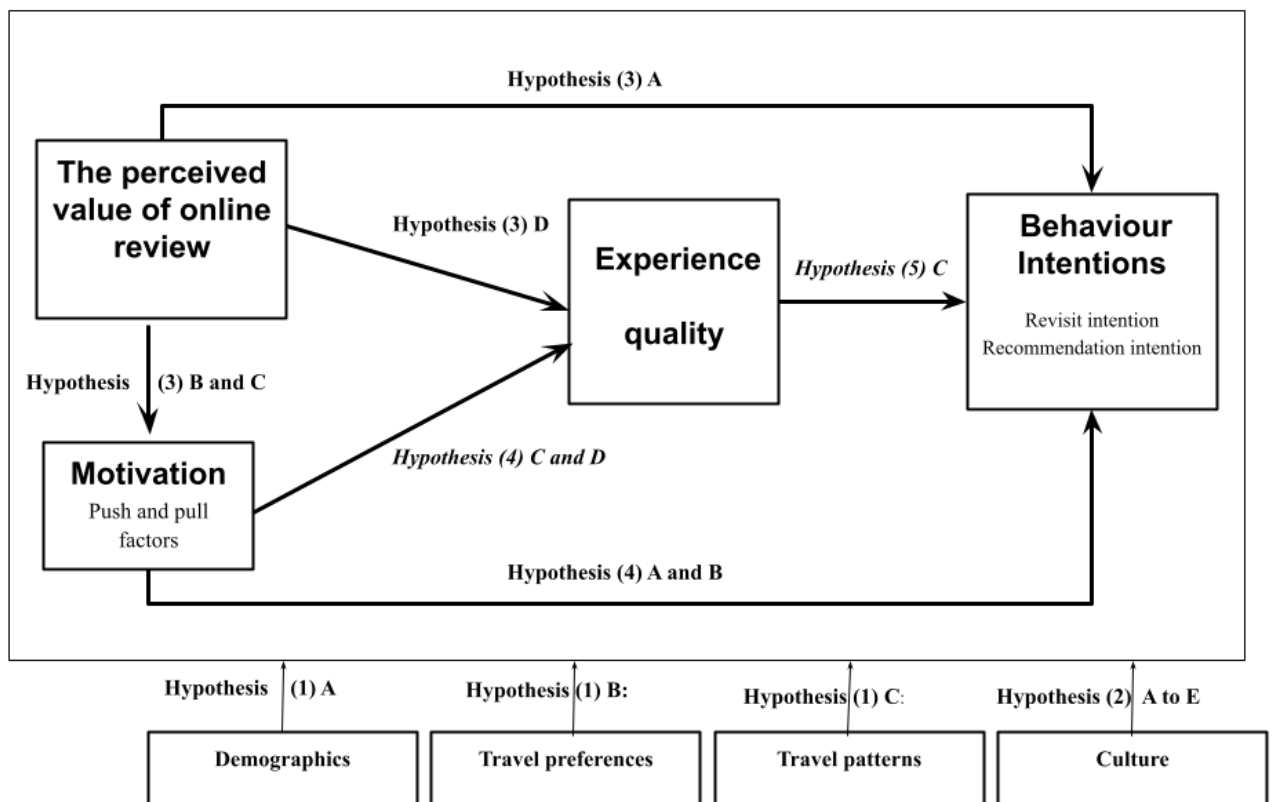 Hypothesis (3) A
The perceived
value of online
review
Hypothesis (3) D
Experience
quality
Hypothesis (5) C
Behaviour
Intentions
Revisit intention
Recommendation intention
Hypothesis (3) B and C
Motivation
Push and pull
factors
Hypothesis (4) C and D
Hypothesis (4) A and B
Hypothesis (1) A
Hypothesis (1) B:
Hypothesis (1) C:
Hypothesis (2) A to E
Demographics
Travel preferences
Travel patterns
Culture